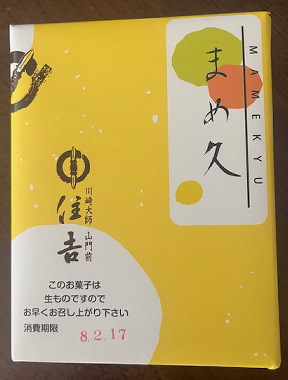 MAMEKYU
まめ久
川崎大師 山門前
住吉
このお菓子は
生ものですので
お早くお召し上がり下さい
消費期限 8.2.17